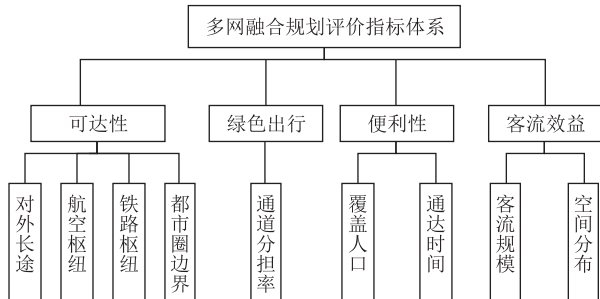 多网融合规划评价指标体系
可达性
绿色出行
便利性
客流效益
对外长途
航空枢纽
铁路枢纽
都市圈边界
通道分担率
覆盖人口
通达时间
客流规模
空间分布